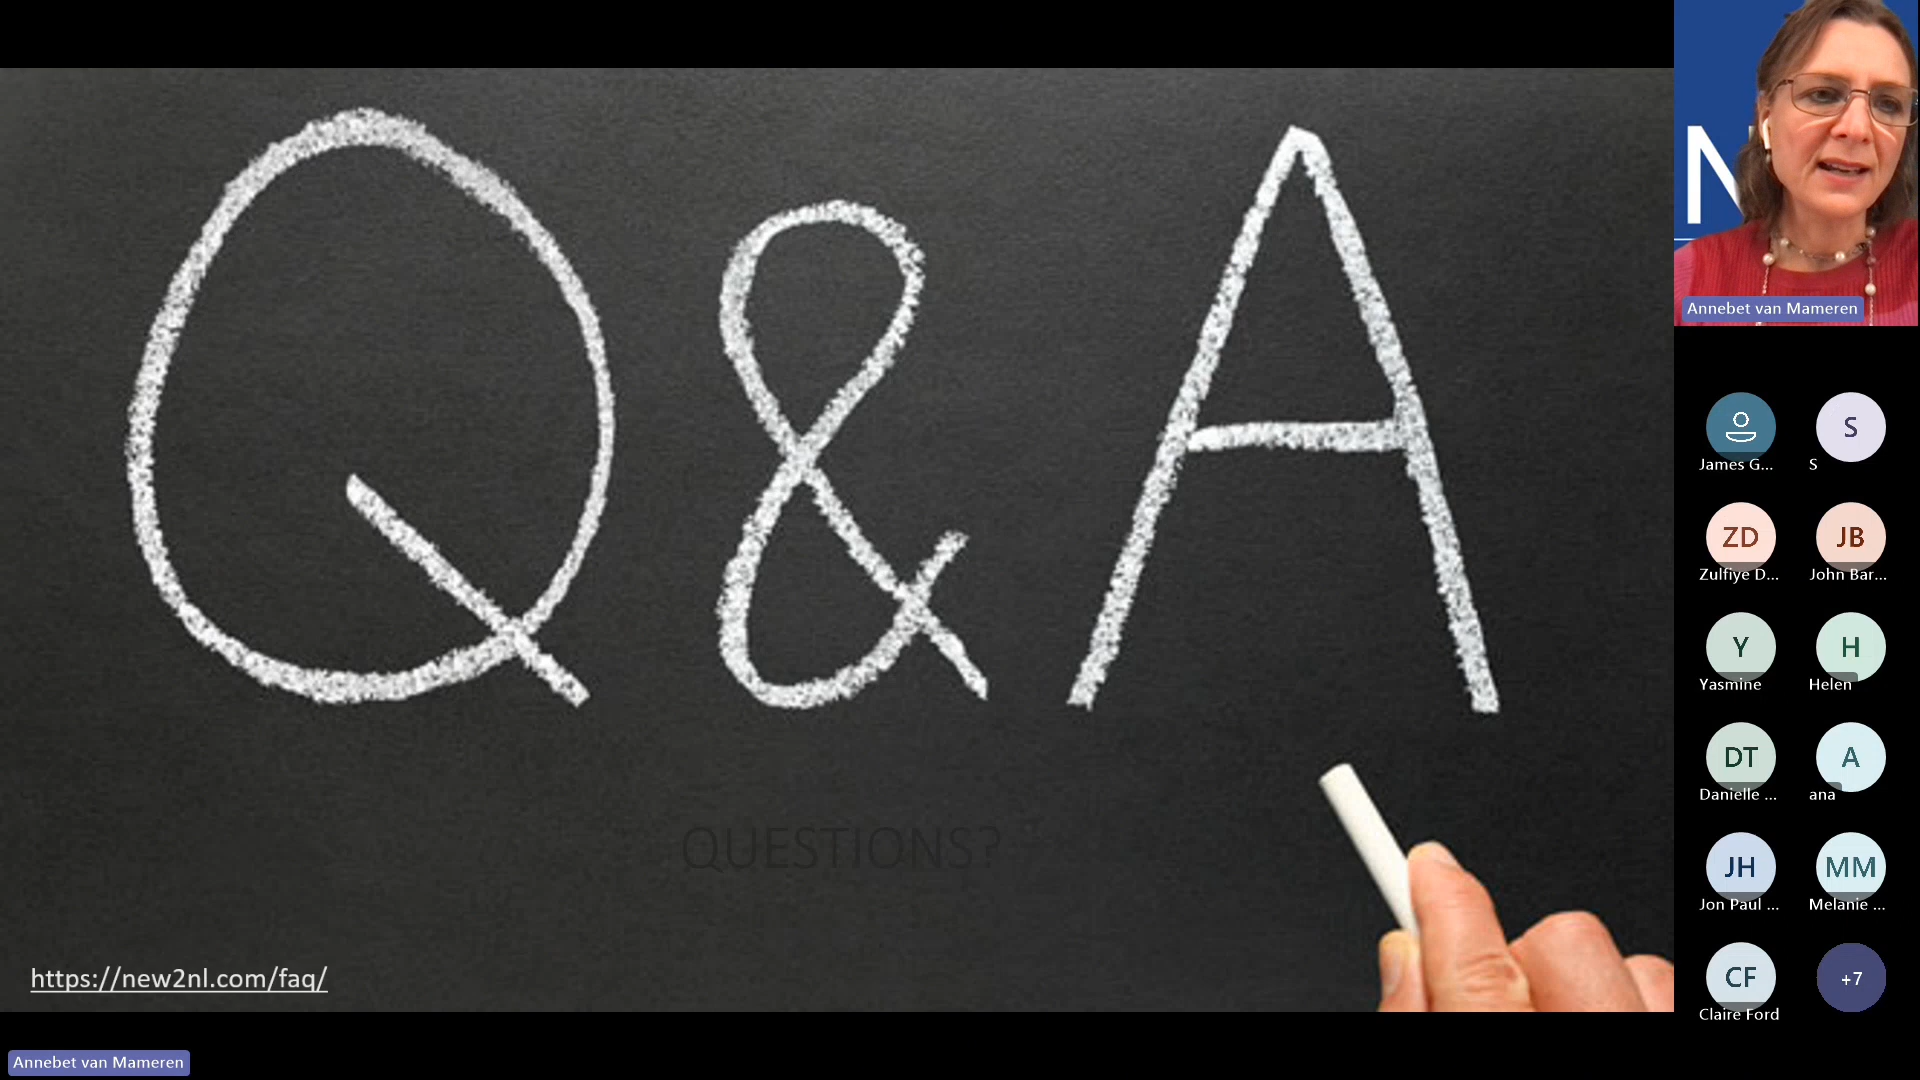 Q & A
QUESTIONS?
https://new2nl.com/faq/
Annebet van Mameren
N
Annebet van Mameren
James G...
S
S
ZD
Zulfiye D...
JB
John Bar...
Y
Yasmine
H
Helen
DT
Danielle ...
A
ana
JH
Jon Paul ...
MM
Melanie ...
CF
Claire Ford
+7